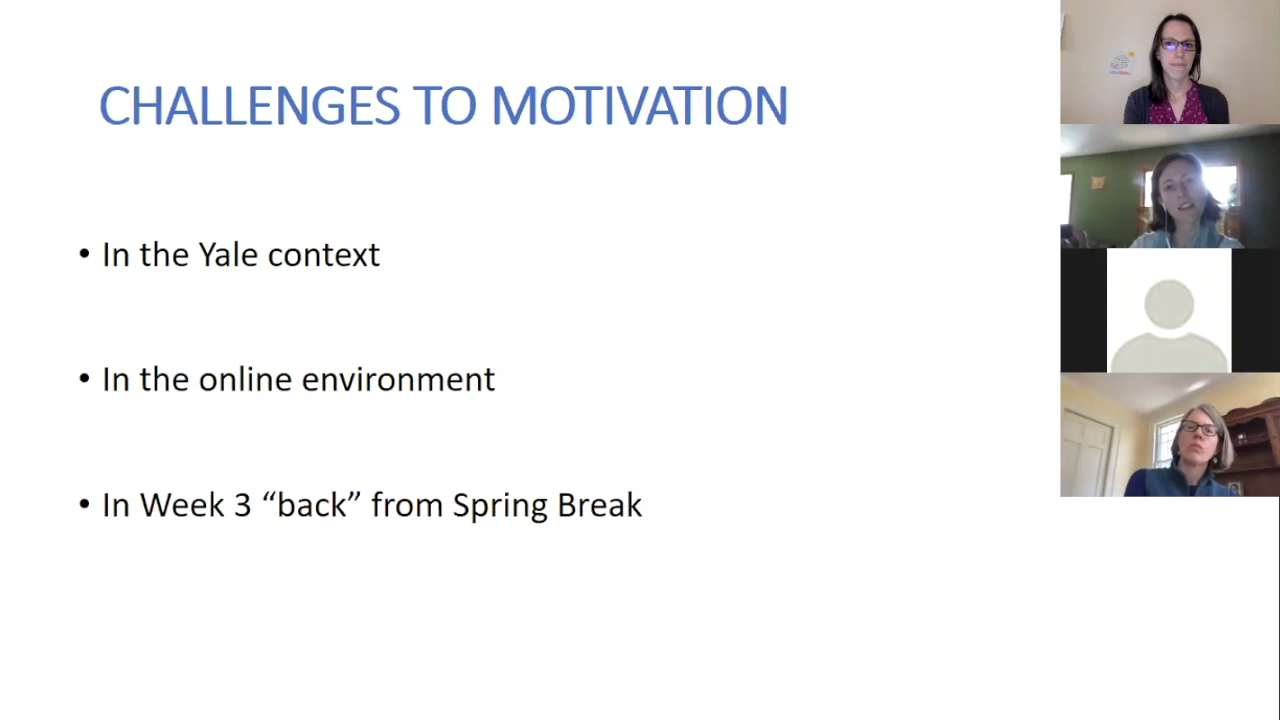 CHALLENGES TO MOTIVATION
• In the Yale context
• In the online environment
• In Week 3 “back” from Spring Break